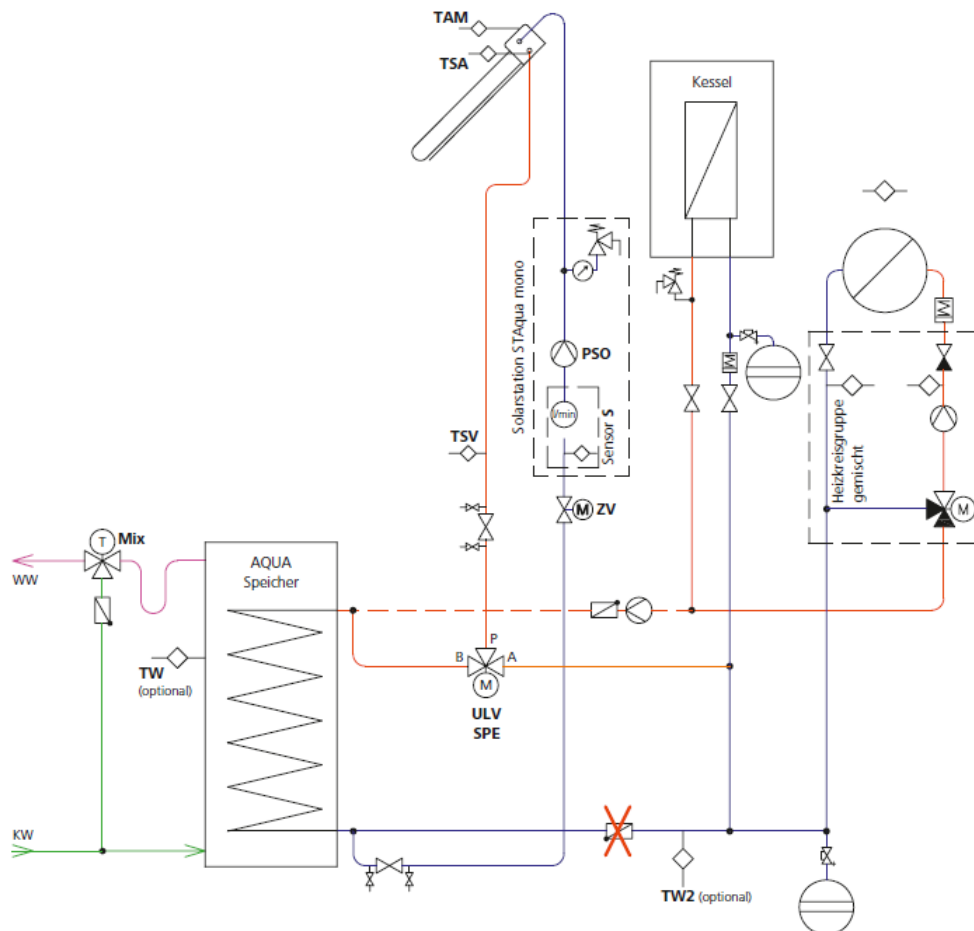 TAM
TSA
Kessel
Solarstation STAqua mono
PSO
l/min
Sensor S
TSV
M
ZV
Heizkreisgruppe
gemischt
M
T
Mix
WW
AQUA
Speicher
P
B
A
M
TW
(optional)
ULV
SPE
KW
TW2 (optional)